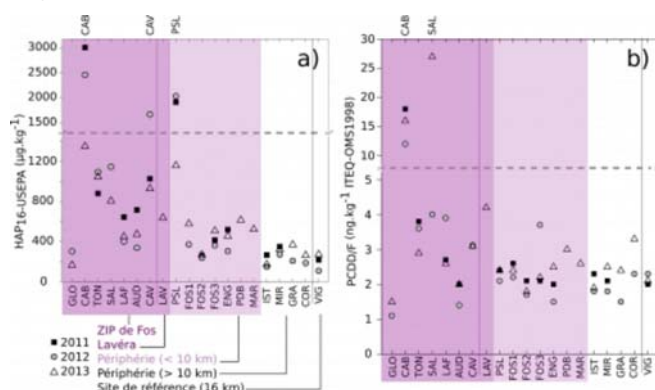 CAB CAV PSL
a)
3000
2500
2000
1500
1200
800
400
0
HAP16-USEPA (µg.kg-1)
GLO CAB TON SAL LAF AUD CAV LAV PSL FOS1 FOS2 FOS3 ENG PDB MAR IST MIR GRA COR VIG
CAB SAL
b)
25
20
15
10
6
5
4
3
2
1
0
PCDD/F (ng.kg-1 ITEQ-OMS1998)
GLO CAB TON SAL LAF AUD CAV LAV PSL FOS1 FOS2 FOS3 ENG PDB MAR IST MIR GRA COR VIG
ZIP de Fos
2011 Lavéra
2012 Périphérie (< 10 km)
2013 Périphérie (> 10 km)
Site de référence (16 km)